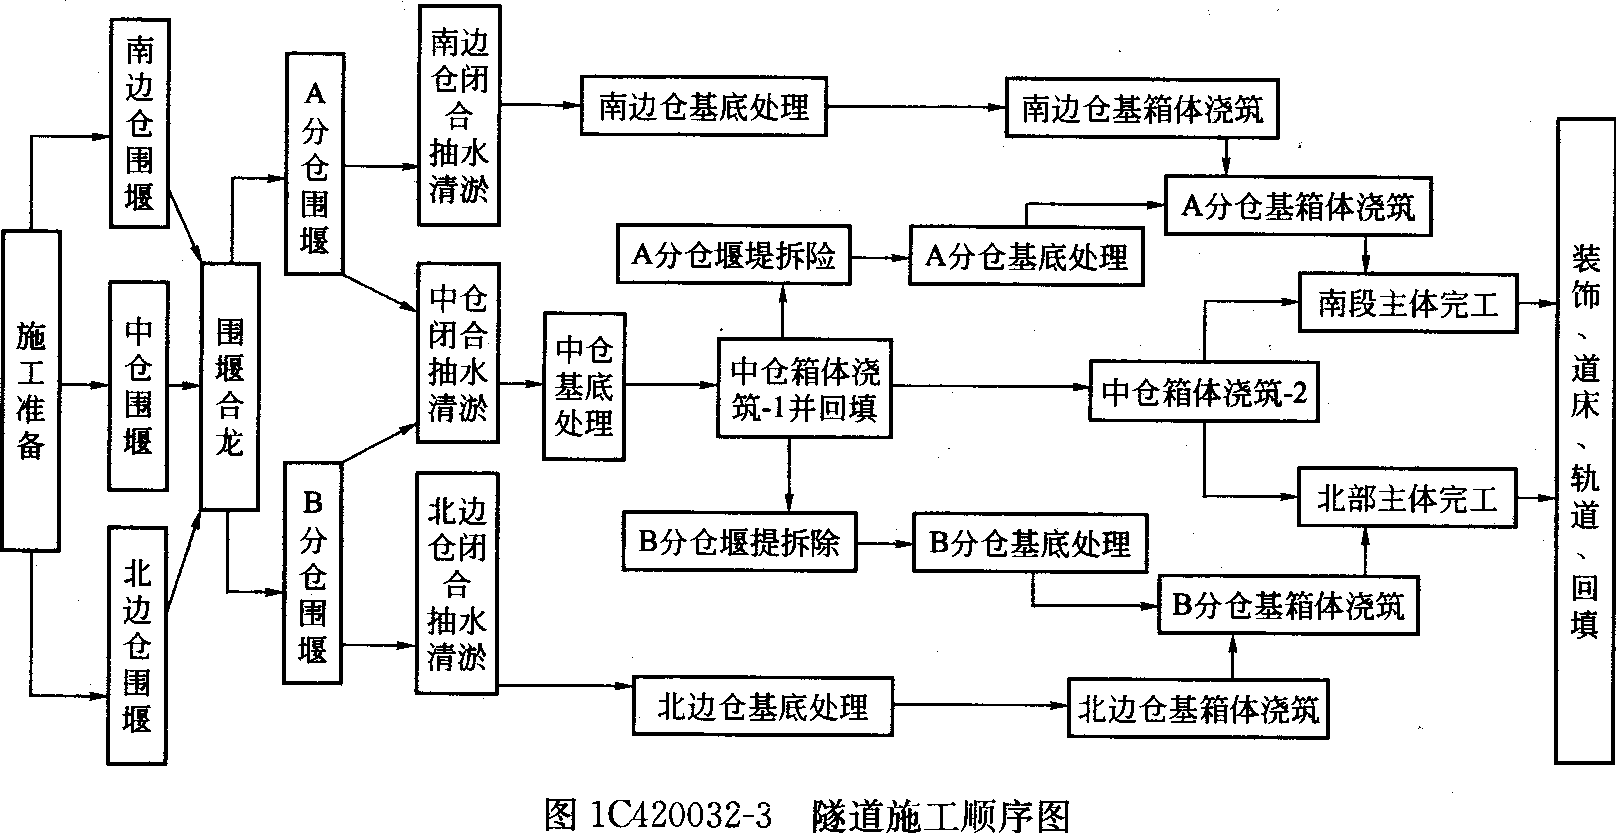 施工准备
南边仓围堰
中仓围堰
北边仓围堰
围堰合龙
A分仓围堰
B分仓围堰
南边
仓闭
合
抽水
清淤
中仓
闭合
抽水
清淤
北边
仓闭
合
抽水
清淤
南边仓基底处理
南边仓基箱体浇筑
中仓
基底
处理
A分仓堰堤拆险
A分仓基底处理
A分仓基箱体浇筑
中仓箱体浇
筑-1并回填
中仓箱体浇筑-2
南段主体完工
北部主体完工
B分仓堰提拆除
B分仓基底处理
B分仓基箱体浇筑
北边仓基底处理
北边仓基箱体浇筑
装饰、道床、轨道、回填
图 1C420032-3 隧道施工顺序图